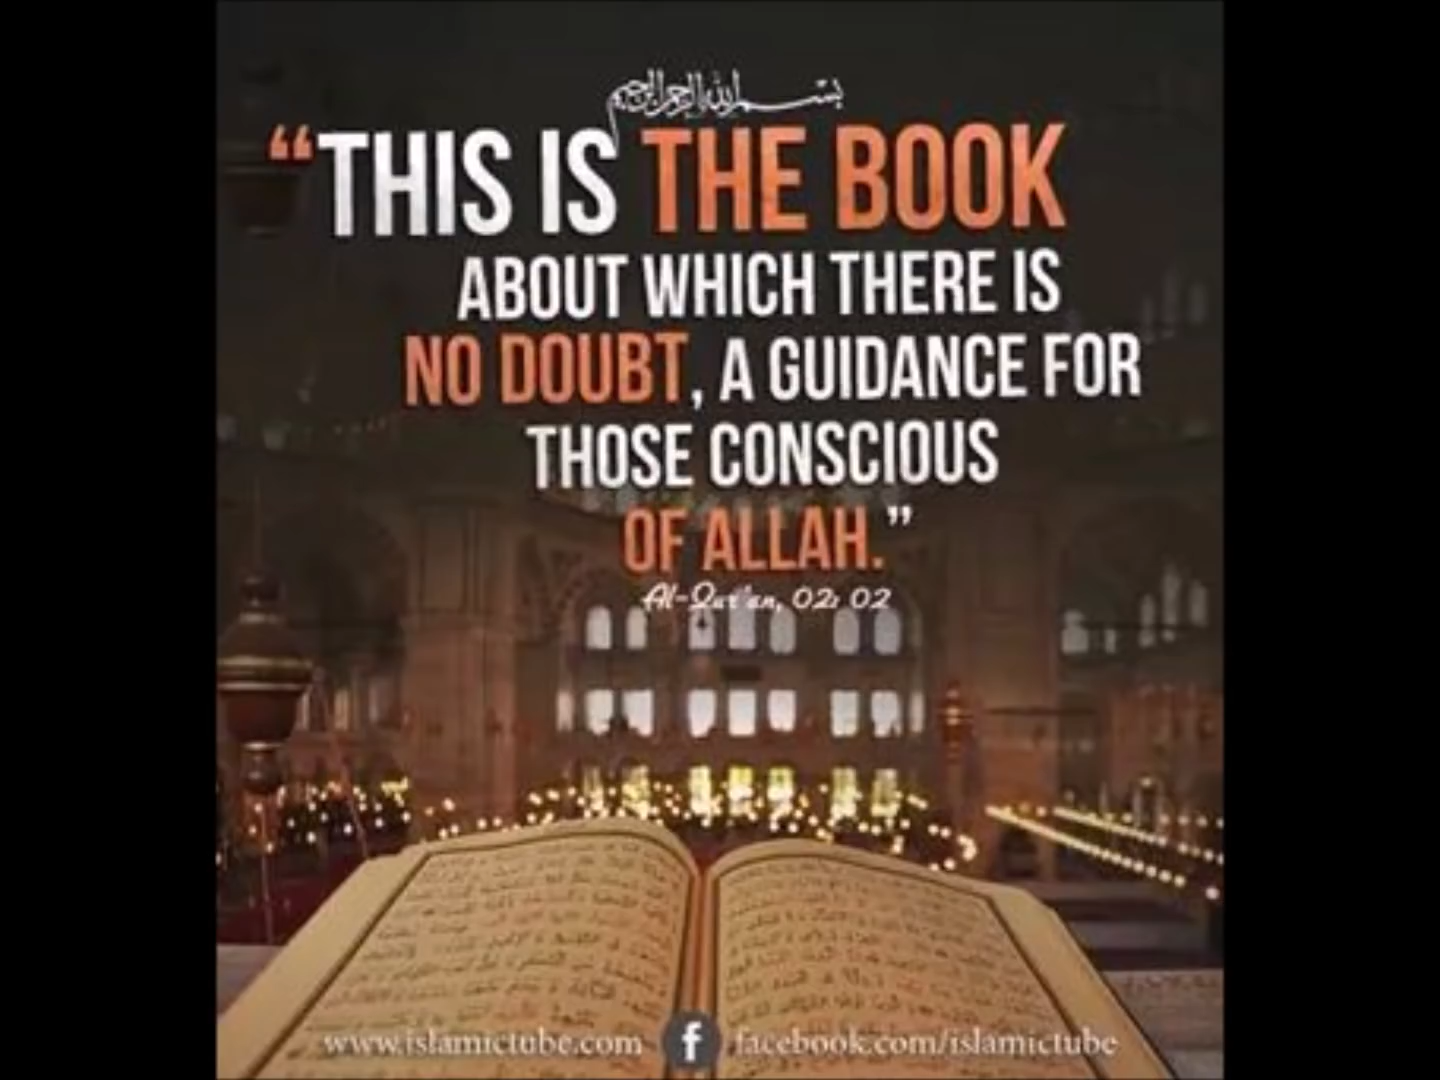 بسم الله الرحمن الرحيم
“THIS IS THE BOOK
ABOUT WHICH THERE IS
NO DOUBT, A GUIDANCE FOR
THOSE CONSCIOUS
OF ALLAH.”
Al-Qur'an, 02: 02
www.islamictube.com f facebook.com/islamictube